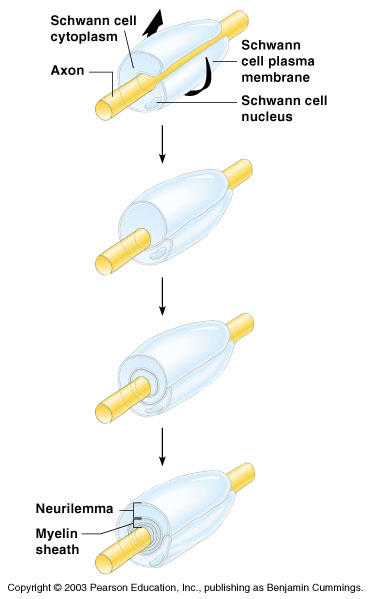 Schwann cell
cytoplasm
Axon
Schwann
cell plasma
membrane
Schwann cell
nucleus
Neurilemma
Myelin
sheath
Copyright © 2003 Pearson Education, Inc., publishing as Benjamin Cummings.